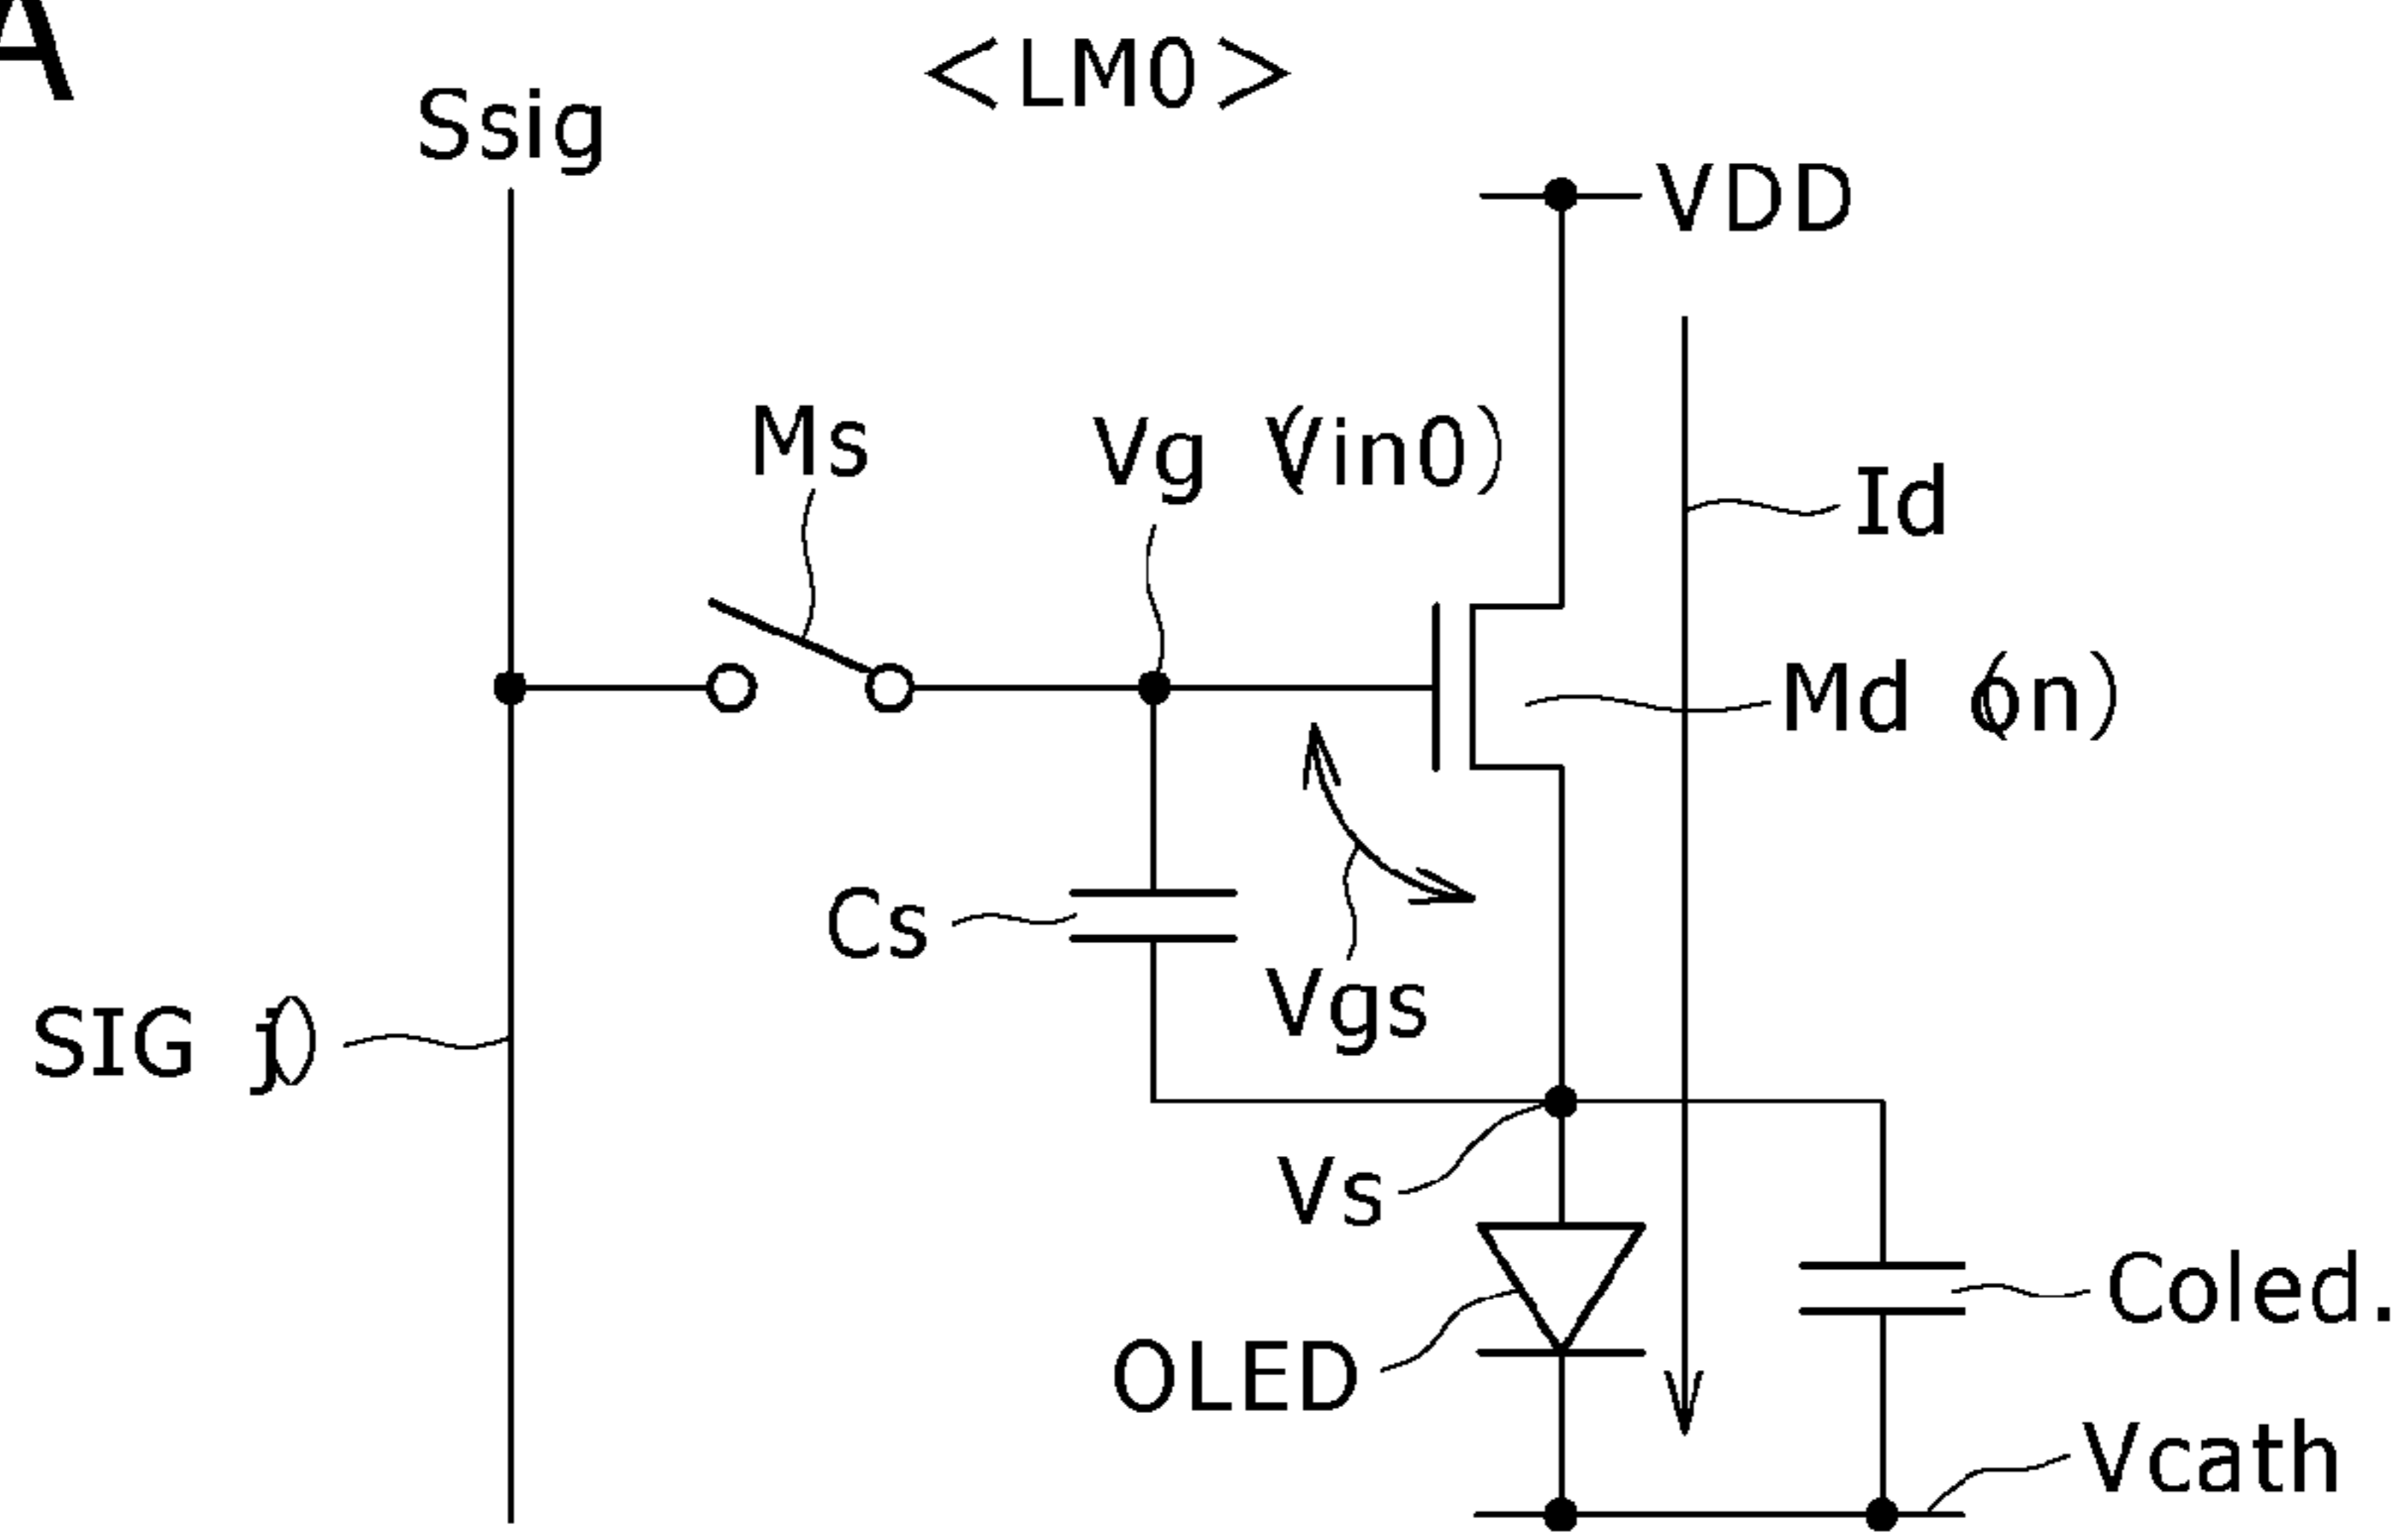 A
<LM0>
Ssig
VDD
Ms
Vg (Vin0)
Id
Md (on)
Cs
Vgs
SIG (j)
Vs
Coled.
OLED
Vcath